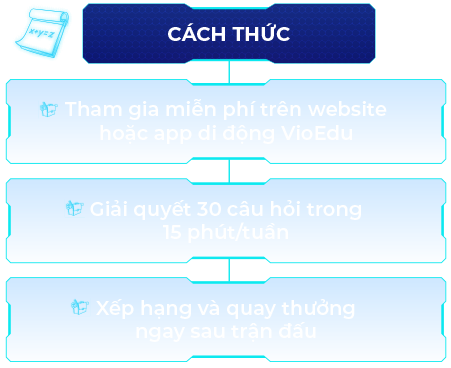 x+y=z
CÁCH THỨC
Tham gia miễn phí trên website
hoặc app di động VioEdu
Giải quyết 30 câu hỏi trong
15 phút/tuần
Xếp hạng và quay thưởng
ngay sau trận đấu